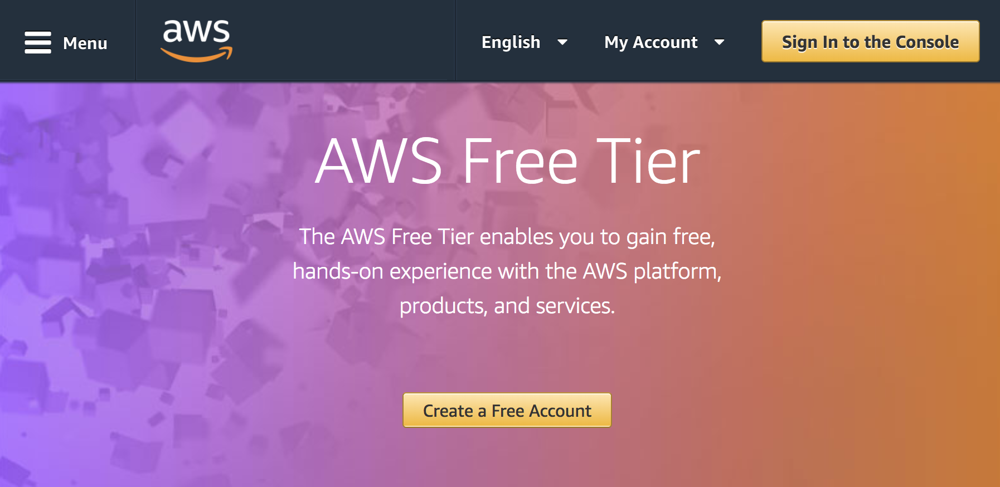 Menu
aws
English
My Account
Sign In to the Console
AWS Free Tier
The AWS Free Tier enables you to gain free,
hands-on experience with the AWS platform,
products, and services.
Create a Free Account